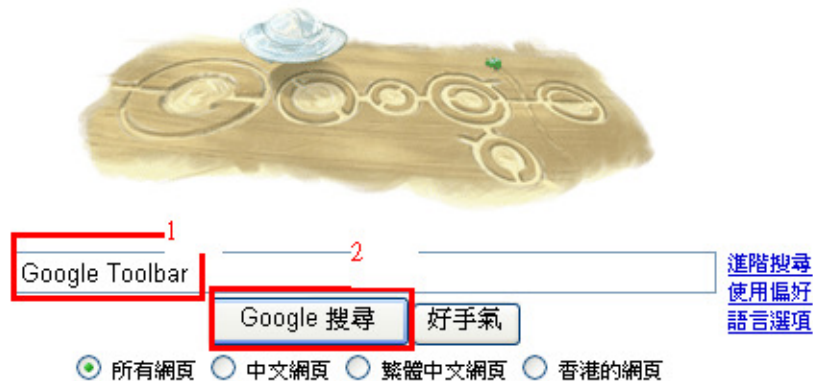 1
2
Google Toolbar
進階搜尋
使用偏好
語言選項
Google 搜尋
好手氣
所有網頁 中文網頁 繁體中文網頁 香港的網頁